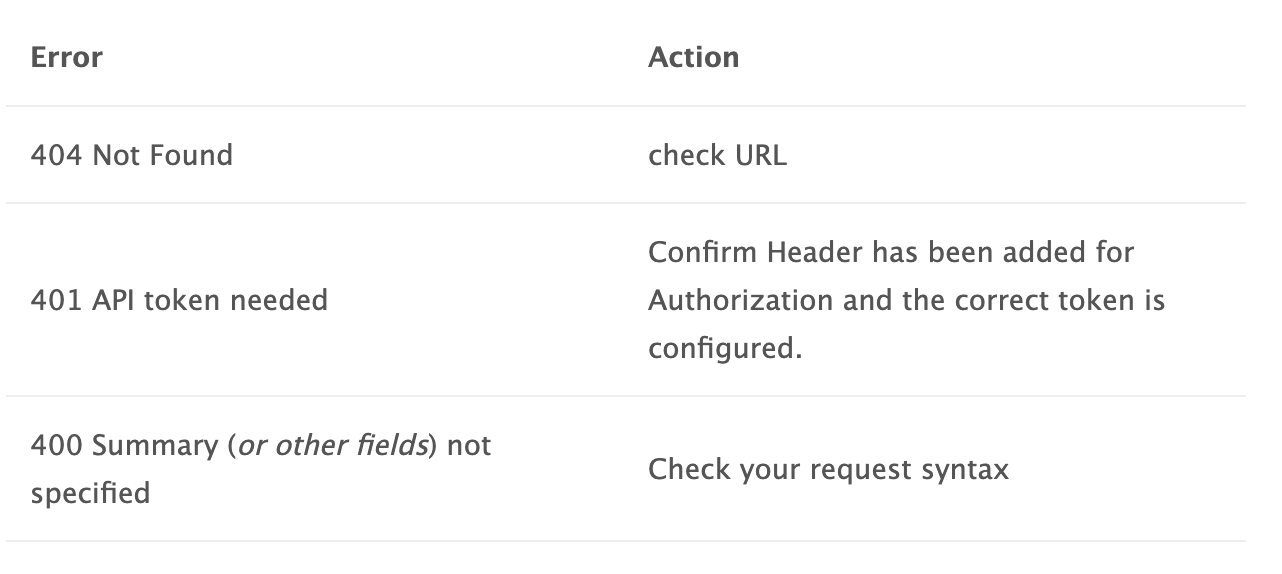 Error
Action
404 Not Found
check URL
401 API token needed
Confirm Header has been added for
Authorization and the correct token is
configured.
400 Summary (or other fields) not
specified
Check your request syntax